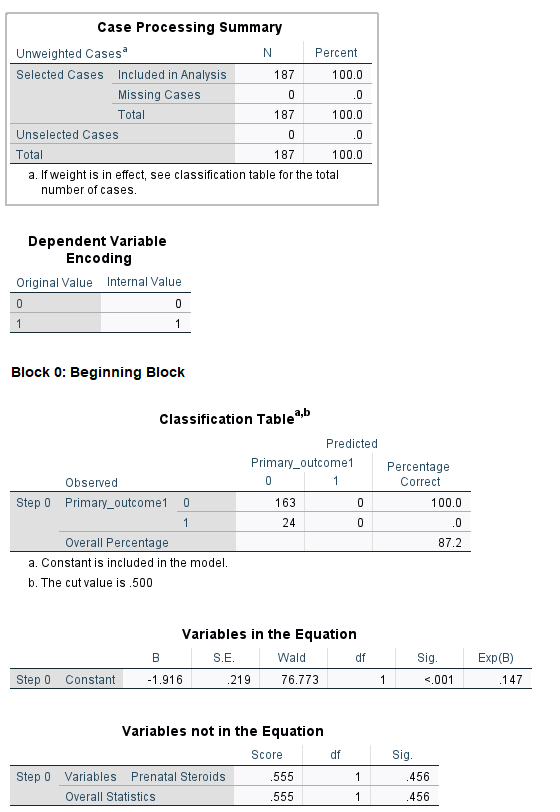 Case Processing Summary
Unweighted Casesa N Percent
Selected Cases Included in Analysis 187 100.0
Missing Cases 0 .0
Total 187 100.0
Unselected Cases 0 .0
Total 187 100.0
a. If weight is in effect, see classification table for the total
number of cases.
Dependent Variable
Encoding
Original Value Internal Value
0 0
1 1
Block 0: Beginning Block
Classification Tablea,b
Predicted
Primary_outcome1 Percentage
Observed 0 1 Correct
Step 0 Primary_outcome1 0 163 0 100.0
1 24 0 .0
Overall Percentage 87.2
a. Constant is included in the model.
b. The cut value is .500
Variables in the Equation
B S.E. Wald df Sig. Exp(B)
Step 0 Constant -1.916 .219 76.773 1 <.001 .147
Variables not in the Equation
Score df Sig.
Step 0 Variables Prenatal Steroids .555 1 .456
Overall Statistics .555 1 .456